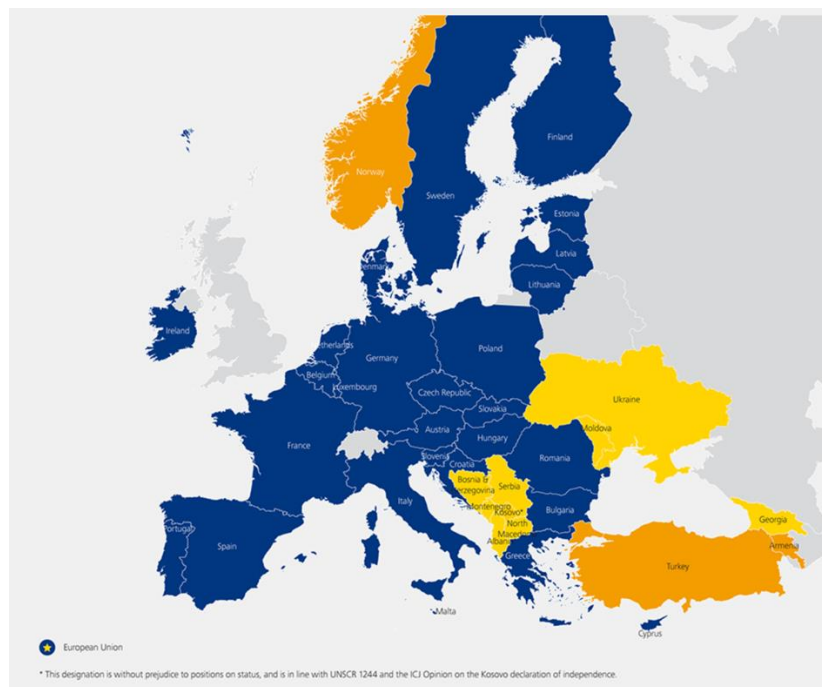 Finland
Norway
Sweden
Estonia
Latvia
Denmark
Lithuania
Ireland
Netherlands
Poland
Germany
Belgium
Luxembourg
Czech Republic
Ukraine
Slovakia
Moldova
Austria
Hungary
France
Slovenia
Romania
Croatia
Bosnia &
Herzegovina
Serbia
Italy
Montenegro
Kosovo*
Bulgaria
North
Georgia
Portugal
Macedonia
Albania
Spain
Armenia
Greece
Turkey
Malta
Cyprus
European Union
* This designation is without prejudice to positions on status, and is in line with UNSCR 1244 and the ICJ Opinion on the Kosovo declaration of independence.